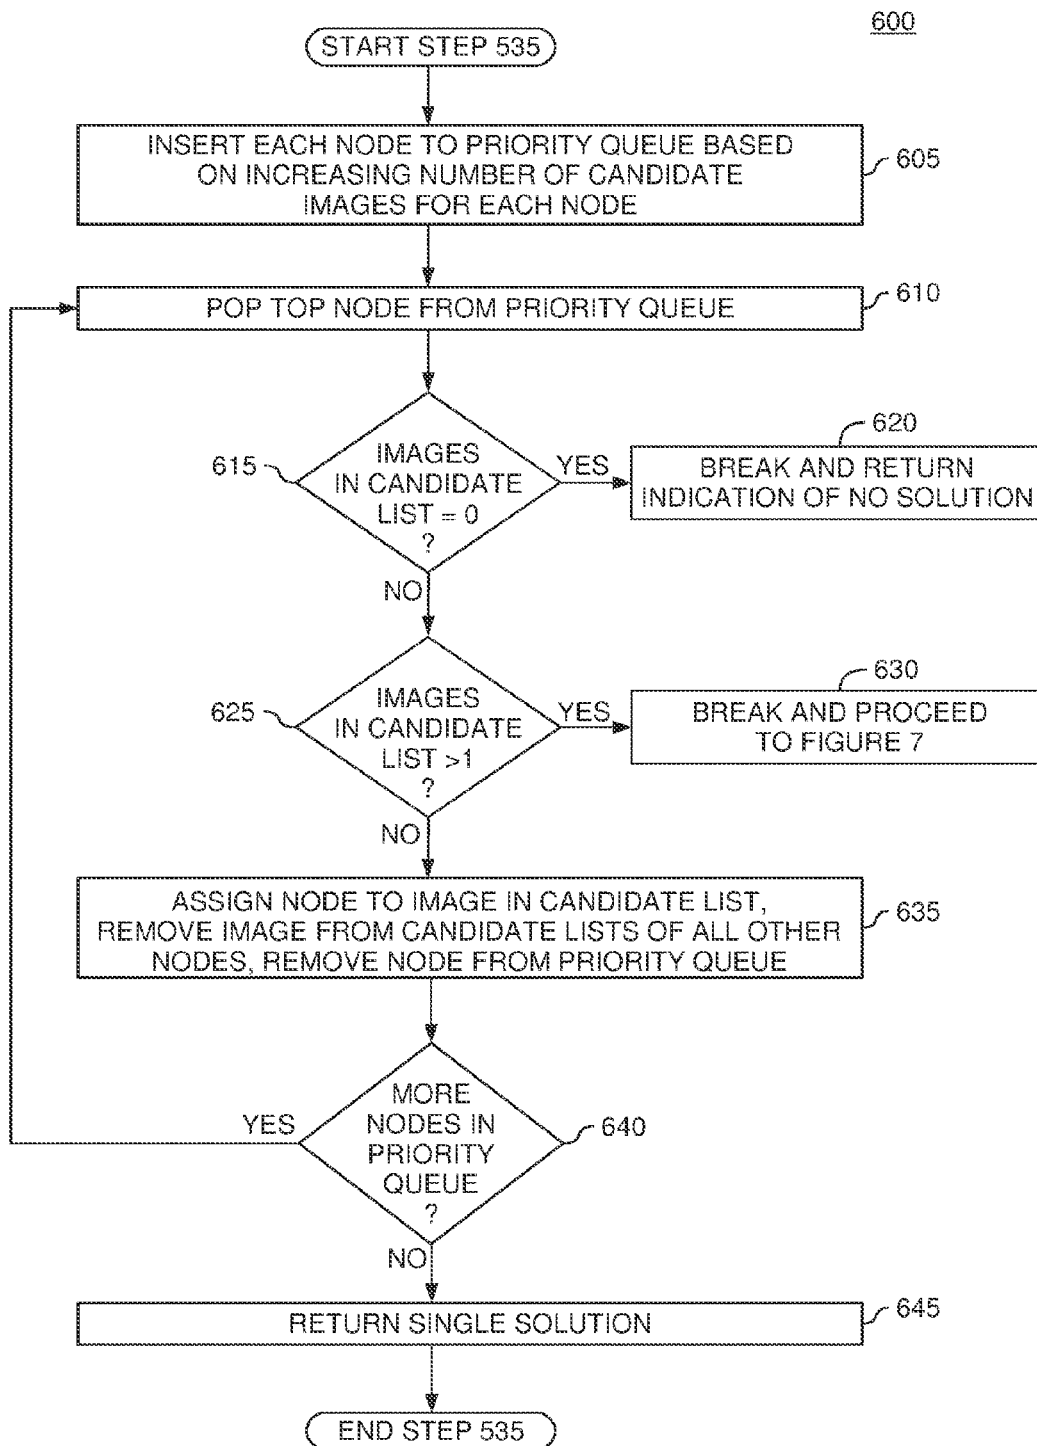 600
START STEP 535
INSERT EACH NODE TO PRIORITY QUEUE BASED
ON INCREASING NUMBER OF CANDIDATE
IMAGES FOR EACH NODE
605
POP TOP NODE FROM PRIORITY QUEUE
610
IMAGES
IN CANDIDATE
LIST = 0
?
615
YES
620
BREAK AND RETURN
INDICATION OF NO SOLUTION
NO
IMAGES
IN CANDIDATE
LIST >1
?
625
YES
630
BREAK AND PROCEED
TO FIGURE 7
NO
ASSIGN NODE TO IMAGE IN CANDIDATE LIST,
REMOVE IMAGE FROM CANDIDATE LISTS OF ALL OTHER
NODES, REMOVE NODE FROM PRIORITY QUEUE
635
MORE
NODES IN
PRIORITY
QUEUE
?
YES
640
NO
RETURN SINGLE SOLUTION
645
END STEP 535